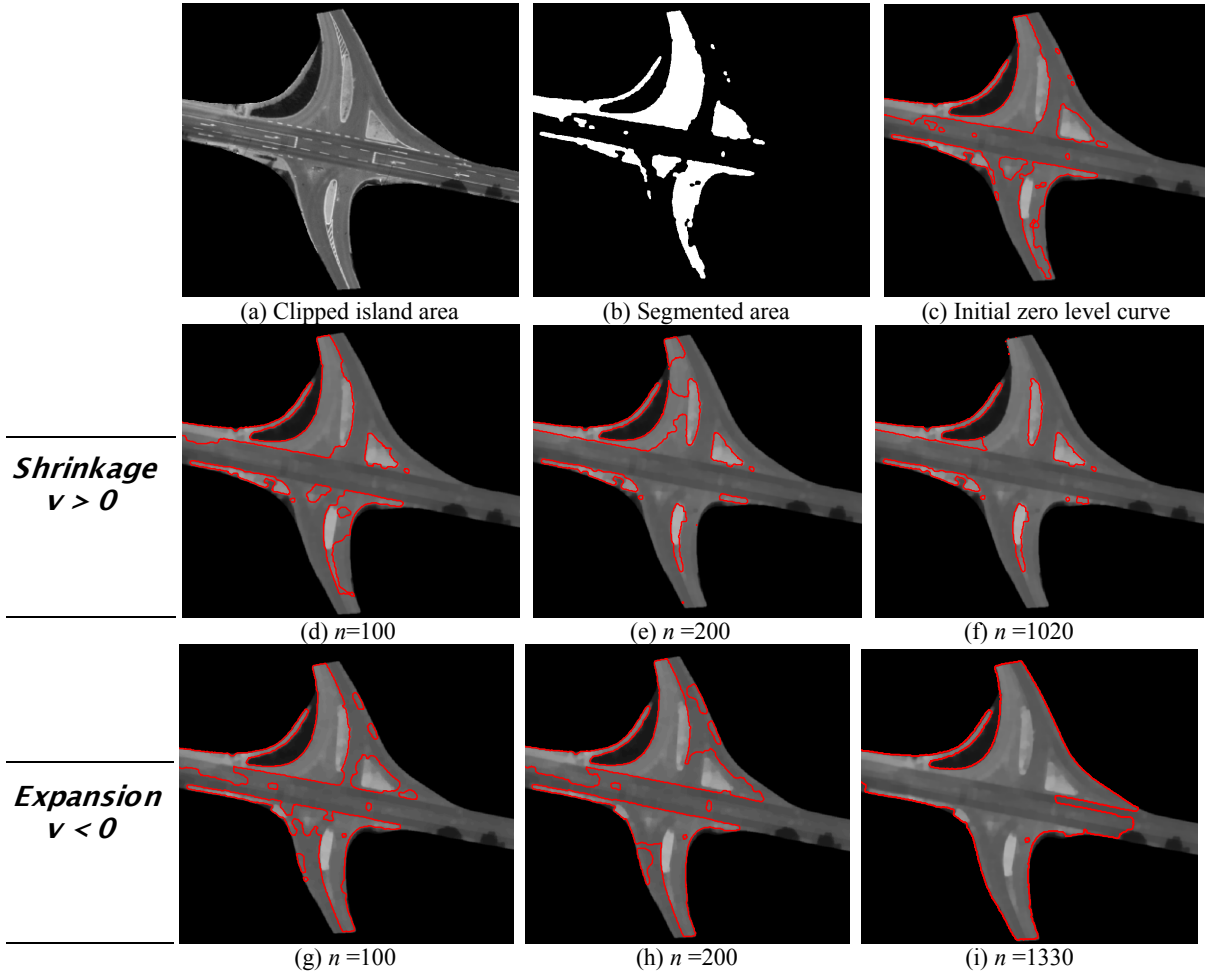 (a) Clipped island area
(b) Segmented area
(c) Initial zero level curve
Shrinkage
v > 0
(d) n=100
(e) n =200
(f) n =1020
Expansion
v < 0
(g) n =100
(h) n =200
(i) n =1330